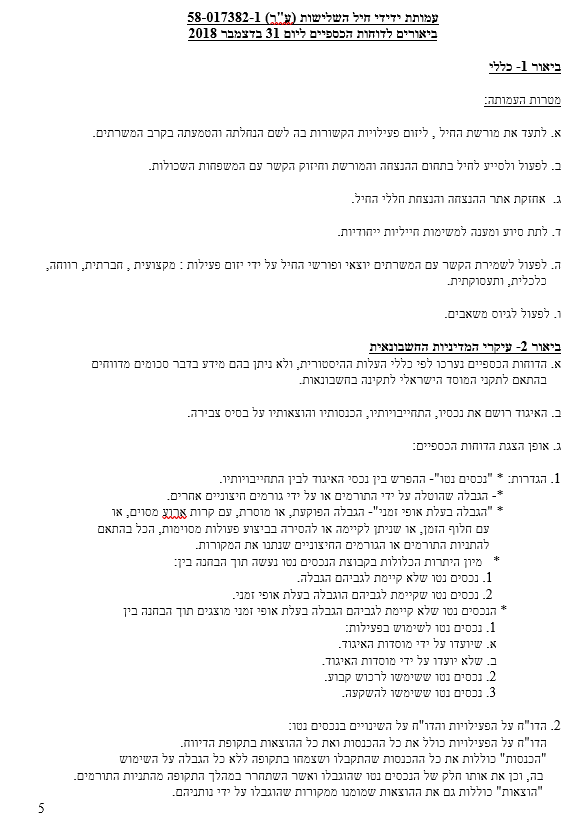 עמותת ידידי חיל השלישות (ע"ר) 58-017382-1
ביאורים לדוחות הכספיים ליום 31 בדצמבר 2018
ביאור 1- כללי
מטרות העמותה:
א. לתעד את מורשת החיל , ליזום פעילויות הקשורות בה לשם הנחלתה והטמעתה בקרב המשרתים.
ב. לפעול ולסייע לחיל בתחום ההנצחה והמורשת וחיזוק הקשר עם המשפחות השכולות.
ג. אחזקת אתר ההנצחה והנצחת חללי החיל.
ד. לתת סיוע ומענה למשימות חייליות ייחודיות.
ה. לפעול לשמירת הקשר עם המשרתים יוצאי ופורשי החיל על ידי יזום פעילות : מקצועית , חברתית, רווחה,
כלכלית, ותעסוקתית.
ו. לפעול לגיוס משאבים.
ביאור 2- עיקרי המדיניות החשבונאית
א. הדוחות הכספיים נערכו לפי כללי העלות ההיסטורית, ולא ניתן בהם מידע בדבר סכומים מדווחים
בהתאם לתקני המוסד הישראלי לתקינה בחשבונאות.
ב. האיגוד רושם את נכסיו, התחייבויותיו, הכנסותיו והוצאותיו על בסיס צבירה.
ג. אופן הצגת הדוחות הכספיים:
1. הגדרות: * "נכסים נטו"- ההפרש בין נכסי האיגוד לבין התחייבויותיו.
*- הגבלה שהוטלה על ידי התורמים או על ידי גורמים חיצוניים אחרים.
* "הגבלה בעלת אופי זמני"- הגבלה הפוקעת, או מוסרת, עם קרות ארוע מסוים, או
עם חלוף הזמן, או שניתן לקיימה או להסירה בביצוע פעולות מסוימות, הכל בהתאם
להתניות התורמים או הגורמים החיצוניים שנתנו את המקורות.
* מיון היתרות הכלולות בקבוצת הנכסים נטו נעשה תוך הבחנה בין:
1. נכסים נטו שלא קיימת לגביהם הגבלה.
2. נכסים נטו שקיימת לגביהם הוגבלה בעלת אופי זמני.
* הנכסים נטו שלא קיימת לגביהם הגבלה בעלת אופי זמני מוצגים תוך הבחנה בין
1. נכסים נטו לשימוש בפעילות:
א. שיועדו על ידי מוסדות האיגוד.
ב. שלא יועדו על ידי מוסדות האיגוד.
2. נכסים נטו ששימשו לרכוש קבוע.
3. נכסים נטו ששימשו להשקעה.
2. הדו"ח על הפעילויות והדו"ח על השינויים בנכסים נטו:
הדו"ח על הפעילויות כולל את כל ההכנסות ואת כל ההוצאות בתקופת הדיווח.
"הכנסות" כוללות את כל ההכנסות שהתקבלו ושצמחו בתקופה ללא כל הגבלה על השימוש
בה, וכן את אותו חלק של הנכסים נטו שהוגבלו ואשר השתחרר במהלך התקופה מהתניות התורמים.
"הוצאות" כוללות גם את ההוצאות שמומנו ממקורות שהוגבלו על ידי נותניהם.
5